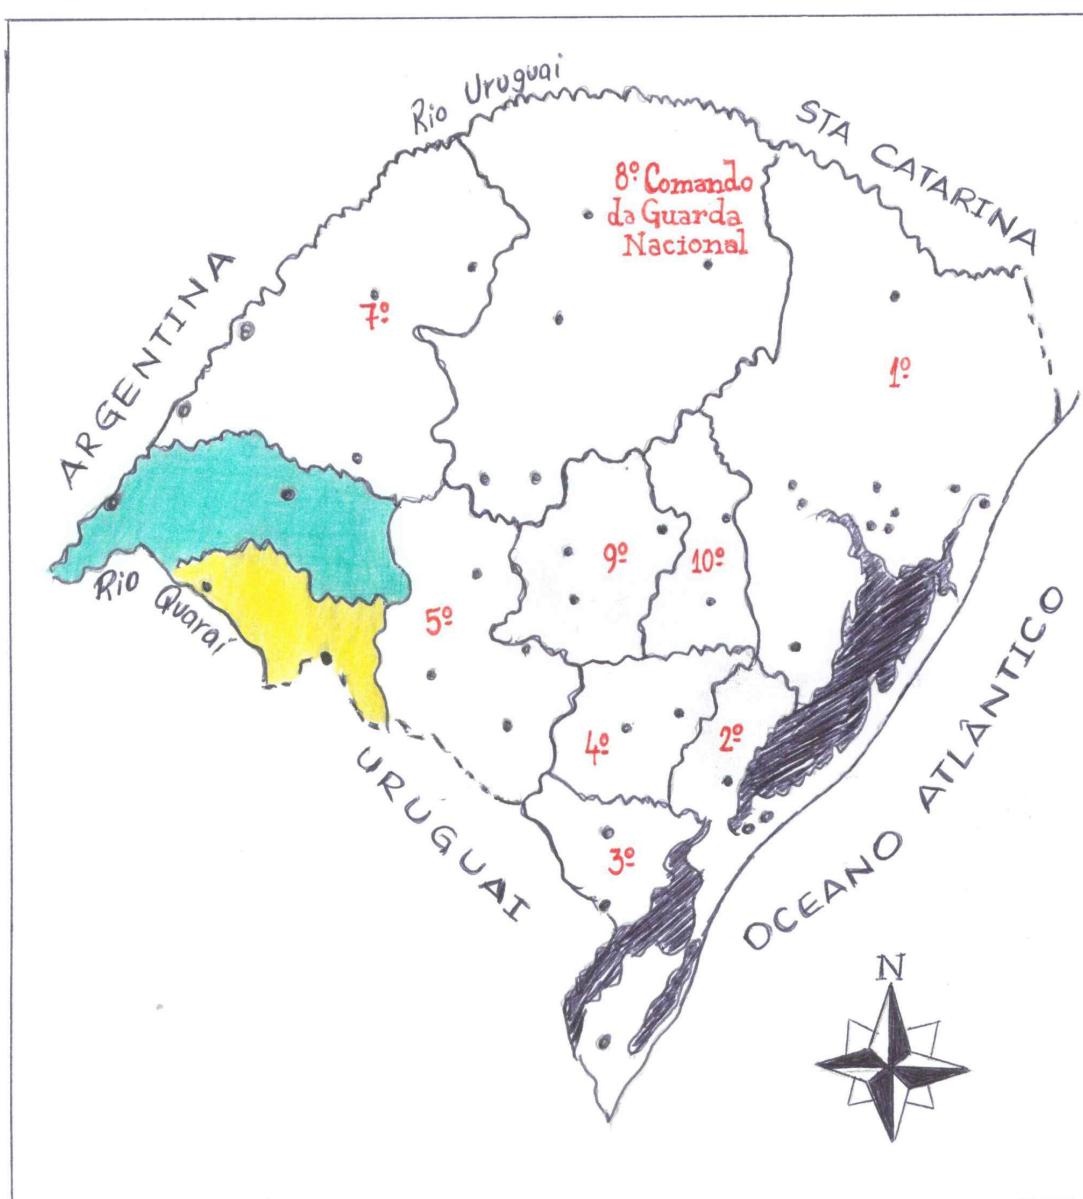 Rio Uruguai
STA CATARINA
8º Comando
da Guarda
Nacional
ARGENTINA
7º
1º
9º
10º
Rio Quaraí
5º
4º
2º
URUGUAI
3º
OCEANO ATLÂNTICO
N